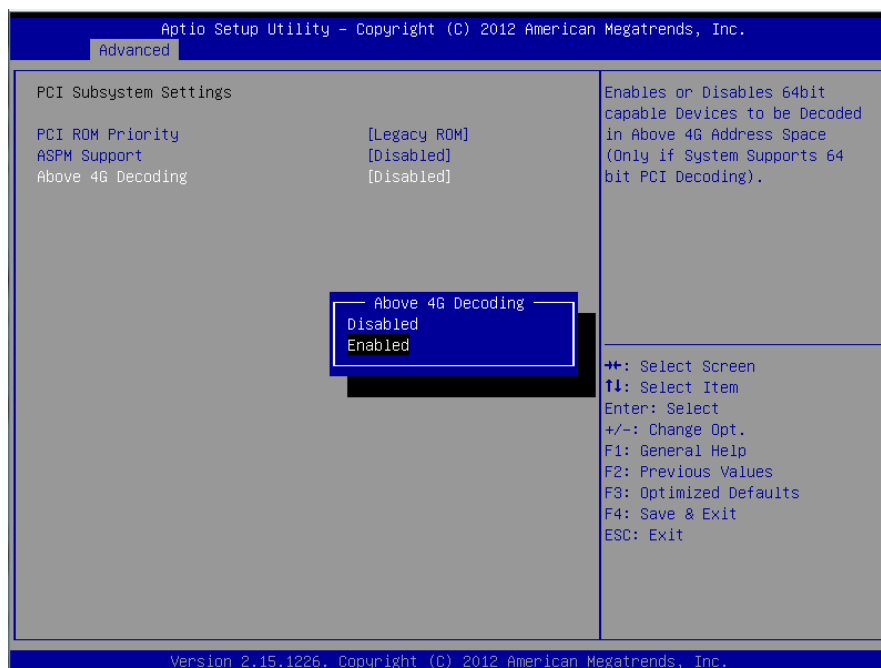 Aptio Setup Utility – Copyright (C) 2012 American Megatrends, Inc.
Advanced
PCI Subsystem Settings
PCI ROM Priority [Legacy ROM]
ASPM Support [Disabled]
Above 4G Decoding [Disabled]
Above 4G Decoding
Disabled
Enabled
Enables or Disables 64bit
capable Devices to be Decoded
in Above 4G Address Space
(Only if System Supports 64
bit PCI Decoding).
→←: Select Screen
↑↓: Select Item
Enter: Select
+/-: Change Opt.
F1: General Help
F2: Previous Values
F3: Optimized Defaults
F4: Save & Exit
ESC: Exit
Version 2.15.1226. Copyright (C) 2012 American Megatrends, Inc.